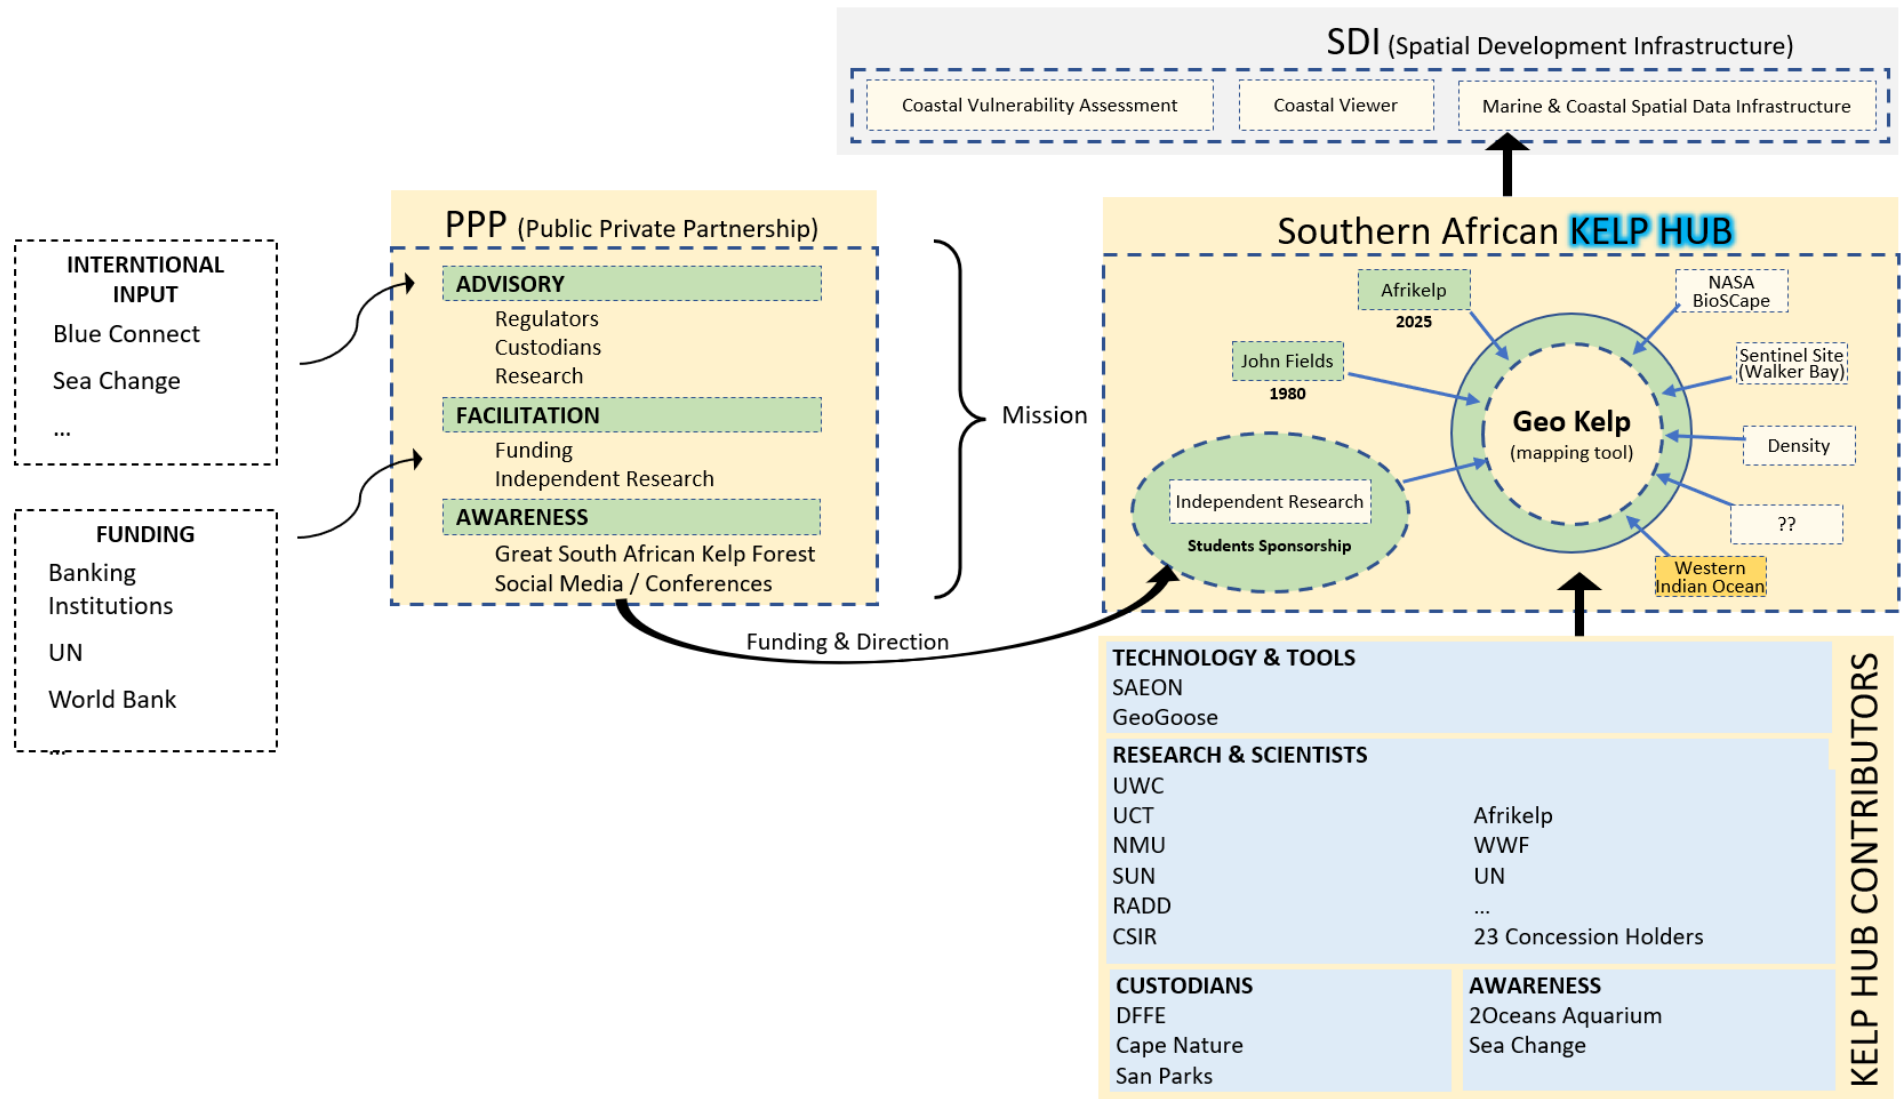 SDI (Spatial Development Infrastructure)
Coastal Vulnerability Assessment
Coastal Viewer
Marine & Coastal Spatial Data Infrastructure
INTERNTIONAL
INPUT
Blue Connect
Sea Change
...
FUNDING
Banking
Institutions
UN
World Bank
...
PPP (Public Private Partnership)
ADVISORY
Regulators
Custodians
Research
FACILITATION
Funding
Independent Research
AWARENESS
Great South African Kelp Forest
Social Media / Conferences
Mission
Funding & Direction
Southern African KELP HUB
Afrikelp
2025
John Fields
1980
Independent Research
Students Sponsorship
Geo Kelp
(mapping tool)
NASA
BioSCape
Sentinel Site
(Walker Bay)
Density
??
Western
Indian Ocean
TECHNOLOGY & TOOLS
SAEON
GeoGoose
RESEARCH & SCIENTISTS
UWC
UCT
NMU
SUN
RADD
CSIR
Afrikelp
WWF
UN
...
23 Concession Holders
CUSTODIANS
DFFE
Cape Nature
San Parks
AWARENESS
2Oceans Aquarium
Sea Change
KELP HUB CONTRIBUTORS